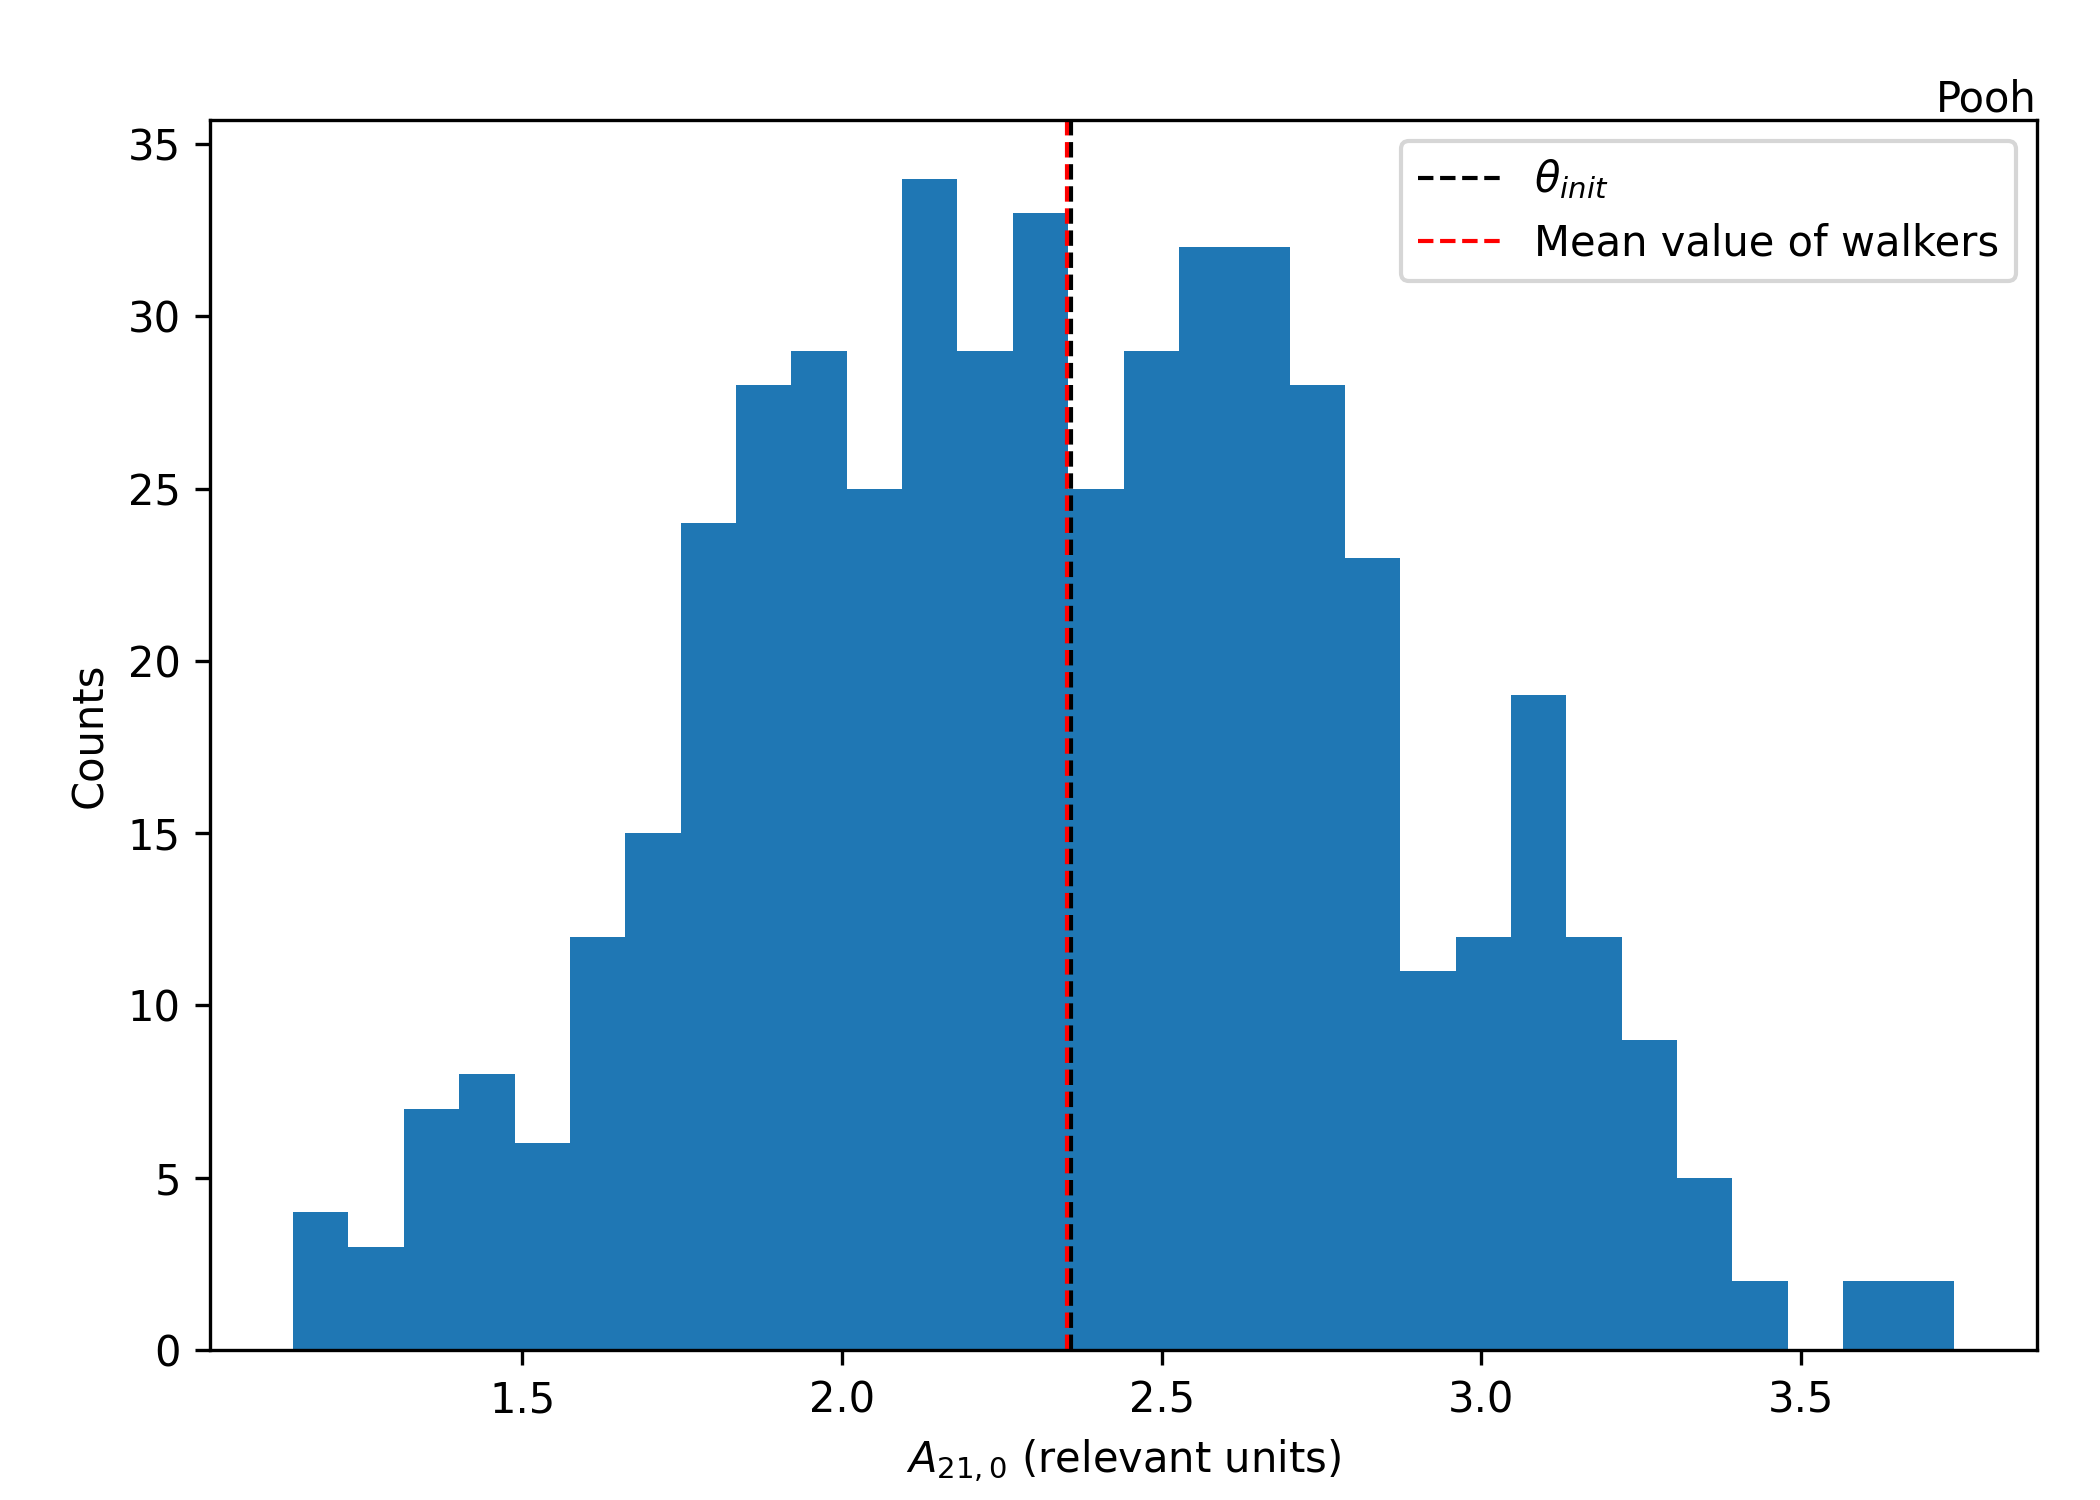 Pooh
35
30
25
20
15
10
5
0
Counts
θinit
Mean value of walkers
1.5 2.0 2.5 3.0 3.5
A21,0 (relevant units)